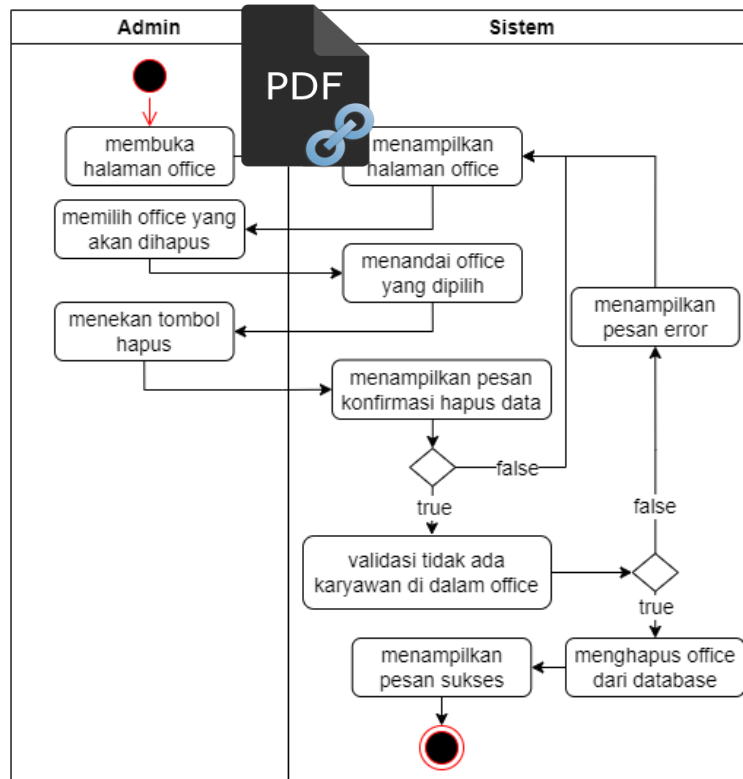 Admin
Sistem
PDF
membuka
halaman office
menampilkan
halaman office
memilih office yang
akan dihapus
menandai office
yang dipilih
menekan tombol
hapus
menampilkan
pesan error
menampilkan pesan
konfirmasi hapus data
false
true
false
validasi tidak ada
karyawan di dalam office
true
menghapus office
dari database
menampilkan
pesan sukses